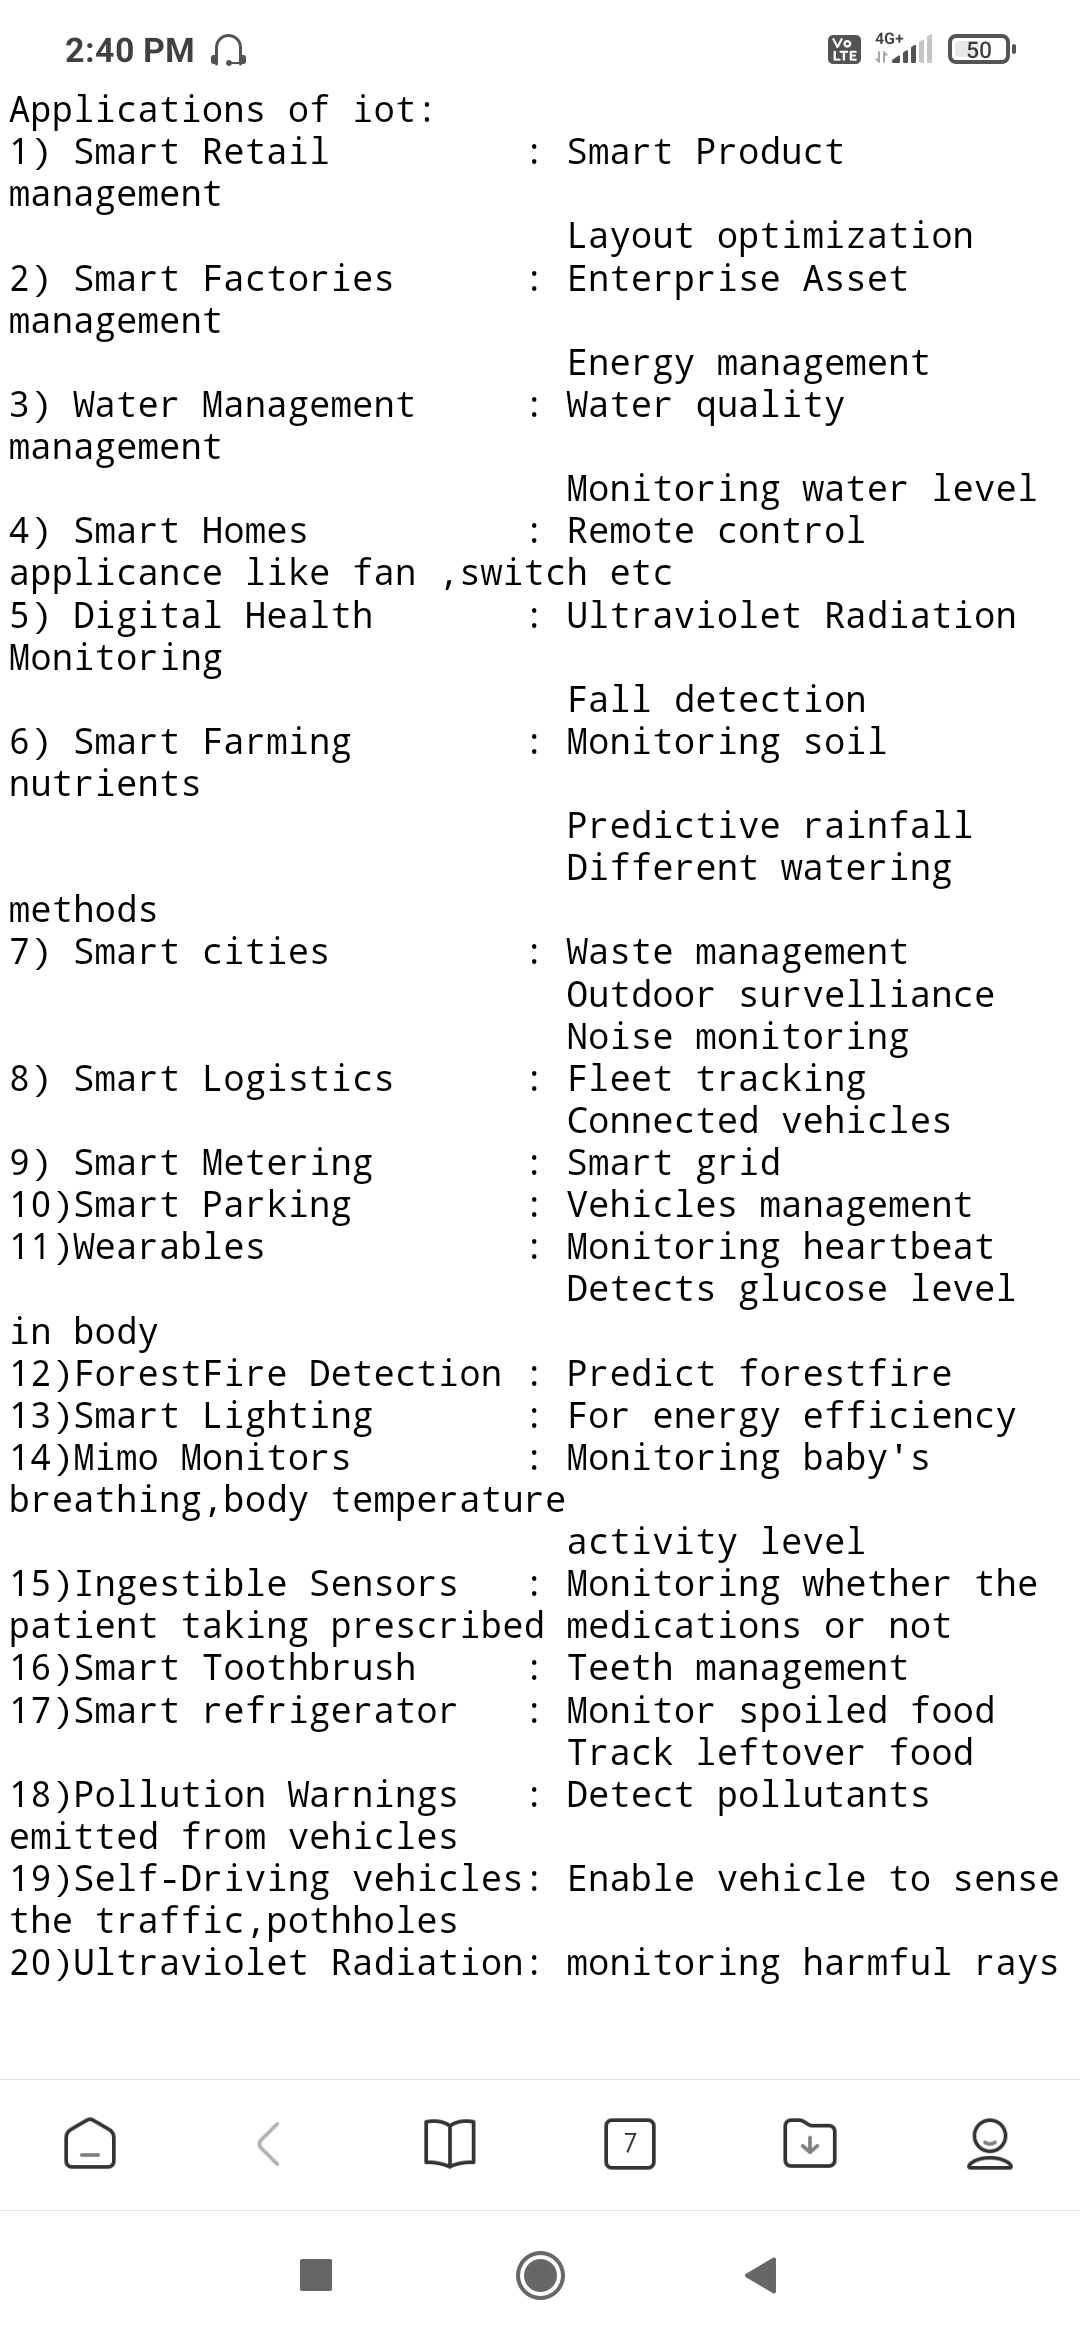 2:40 PM
Vo LTE 4G+ 50
Applications of iot:
1) Smart Retail : Smart Product
management
Layout optimization
2) Smart Factories : Enterprise Asset
management
Energy management
3) Water Management : Water quality
management
Monitoring water level
4) Smart Homes : Remote control
applicance like fan ,switch etc
5) Digital Health : Ultraviolet Radiation
Monitoring
Fall detection
6) Smart Farming : Monitoring soil
nutrients
Predictive rainfall
Different watering
methods
7) Smart cities : Waste management
Outdoor survelliance
Noise monitoring
8) Smart Logistics : Fleet tracking
Connected vehicles
9) Smart Metering : Smart grid
10)Smart Parking : Vehicles management
11)Wearables : Monitoring heartbeat
Detects glucose level
in body
12)ForestFire Detection : Predict forestfire
13)Smart Lighting : For energy efficiency
14)Mimo Monitors : Monitoring baby's
breathing,body temperature
activity level
15)Ingestible Sensors : Monitoring whether the
patient taking prescribed medications or not
16)Smart Toothbrush : Teeth management
17)Smart refrigerator : Monitor spoiled food
Track leftover food
18)Pollution Warnings : Detect pollutants
emitted from vehicles
19)Self-Driving vehicles: Enable vehicle to sense
the traffic,pothholes
20)Ultraviolet Radiation: monitoring harmful rays
7